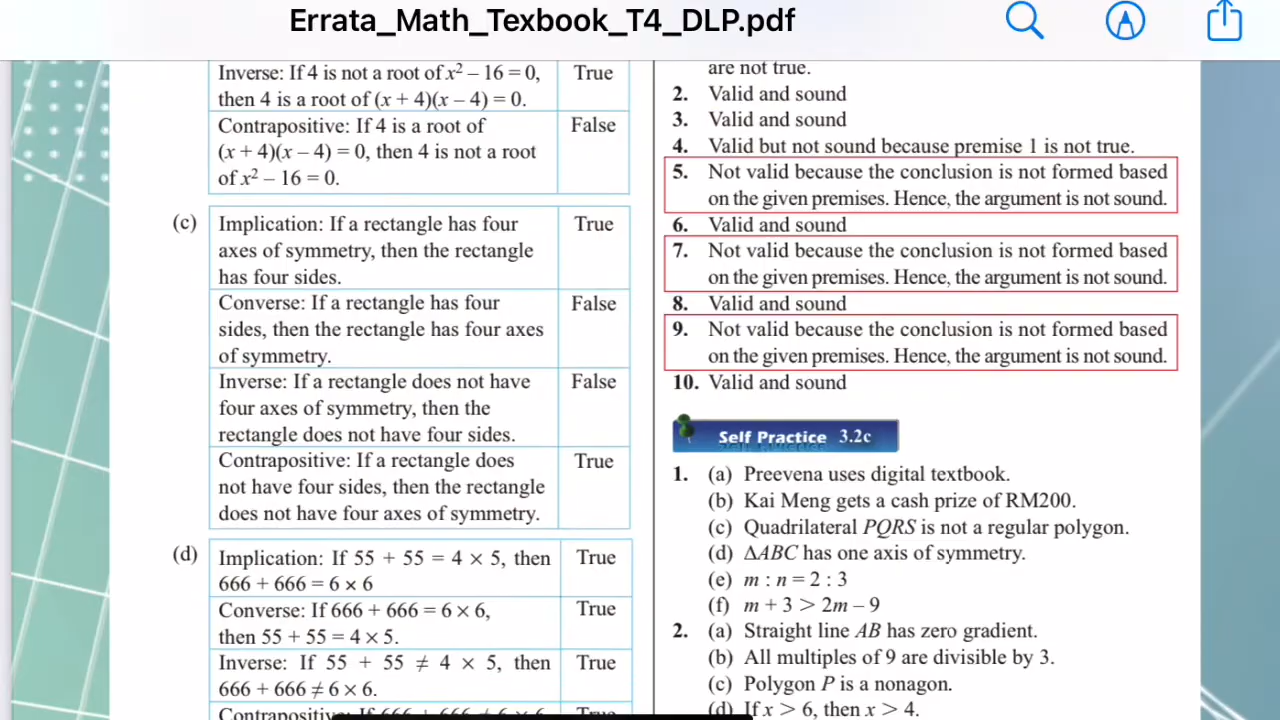 Errata_Math_Texbook_T4_DLP.pdf
Inverse: If 4 is not a root of x² – 16 = 0,
then 4 is a root of (x + 4)(x – 4) = 0.
True
Contrapositive: If 4 is a root of
(x + 4)(x – 4) = 0, then 4 is not a root
of x² – 16 = 0.
False
(c) Implication: If a rectangle has four
axes of symmetry, then the rectangle
has four sides.
True
Converse: If a rectangle has four
sides, then the rectangle has four axes
of symmetry.
False
Inverse: If a rectangle does not have
four axes of symmetry, then the
rectangle does not have four sides.
False
Contrapositive: If a rectangle does
not have four sides, then the rectangle
does not have four axes of symmetry.
True
(d) Implication: If 55 + 55 = 4 × 5, then
666 + 666 = 6 × 6
True
Converse: If 666 + 666 = 6 × 6,
then 55 + 55 = 4 × 5.
True
Inverse: If 55 + 55 ≠ 4 × 5, then
666 + 666 ≠ 6 × 6.
True
are not true.
2. Valid and sound
3. Valid and sound
4. Valid but not sound because premise 1 is not true.
5. Not valid because the conclusion is not formed based
on the given premises. Hence, the argument is not sound.
6. Valid and sound
7. Not valid because the conclusion is not formed based
on the given premises. Hence, the argument is not sound.
8. Valid and sound
9. Not valid because the conclusion is not formed based
on the given premises. Hence, the argument is not sound.
10. Valid and sound
Self Practice 3.2c
1. (a) Preevena uses digital textbook.
(b) Kai Meng gets a cash prize of RM200.
(c) Quadrilateral PQRS is not a regular polygon.
(d) ΔABC has one axis of symmetry.
(e) m : n = 2 : 3
(f) m + 3 > 2m – 9
2. (a) Straight line AB has zero gradient.
(b) All multiples of 9 are divisible by 3.
(c) Polygon P is a nonagon.
(d) If x > 6, then x > 4.